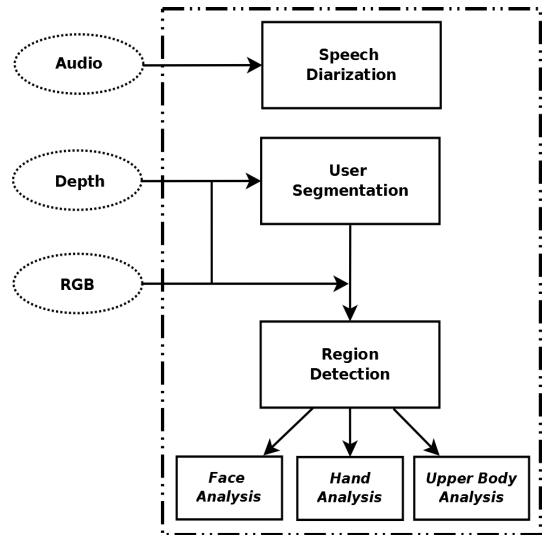 Audio
Speech
Diarization
Depth
User
Segmentation
RGB
Region
Detection
Face
Analysis
Hand
Analysis
Upper Body
Analysis